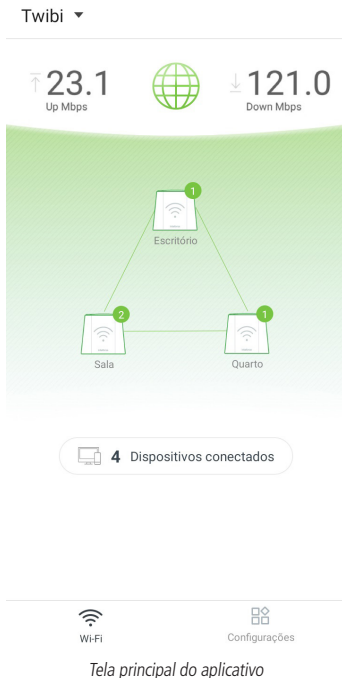 Twibi
23.1
Up Mbps
121.0
Down Mbps
1
Escritório
2
Sala
1
Quarto
4 Dispositivos conectados
Wi-Fi
Configurações
Tela principal do aplicativo